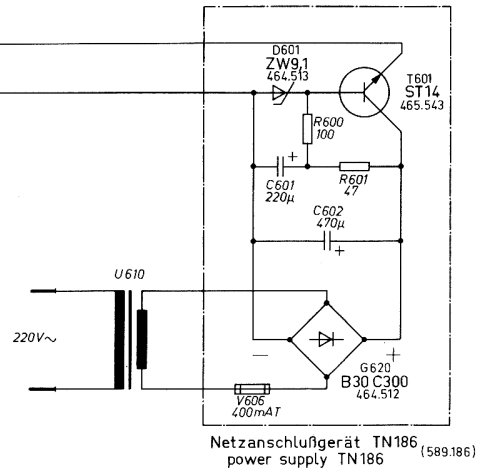 D601
ZW9,1
464.513
T601
ST14
465.543
R600
100
+
C601
220µ
R601
47
C602
470µ
+
U610
220V~
−
+
G620
B30 C300
464.512
V606
400mAT
Netzanschlußgerät TN186 (589.186)
power supply TN186